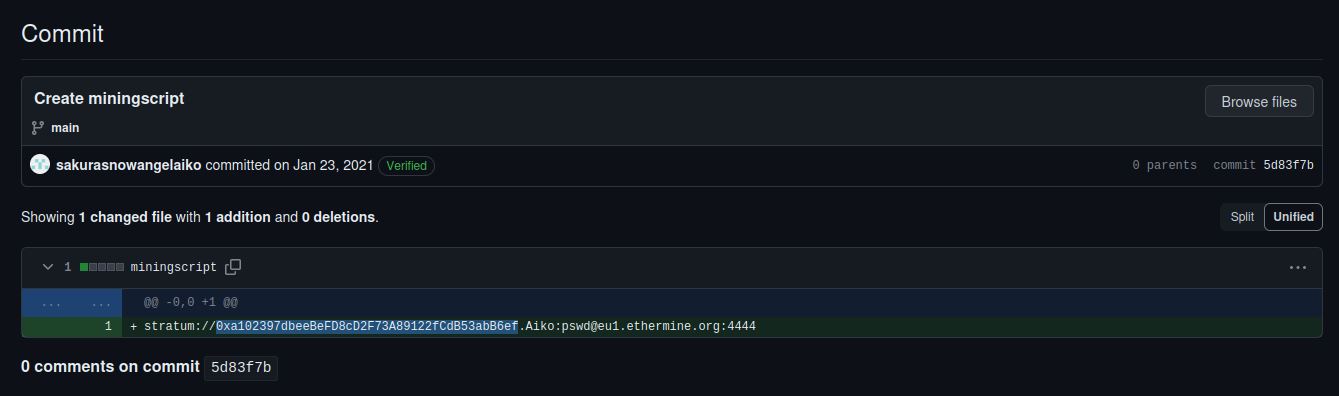 Commit
Create miningscript
Browse files
main
sakurasnowangelaiko committed on Jan 23, 2021 Verified
0 parents commit 5d83f7b
Showing 1 changed file with 1 addition and 0 deletions.
Split Unified
1 miningscript ...
... ... @@ -0,0 +1 @@
1 + stratum://0xa102397dbeeBeFD8cD2F73A89122fCdB53abB6ef.Aiko:pswd@eu1.ethermine.org:4444
0 comments on commit 5d83f7b